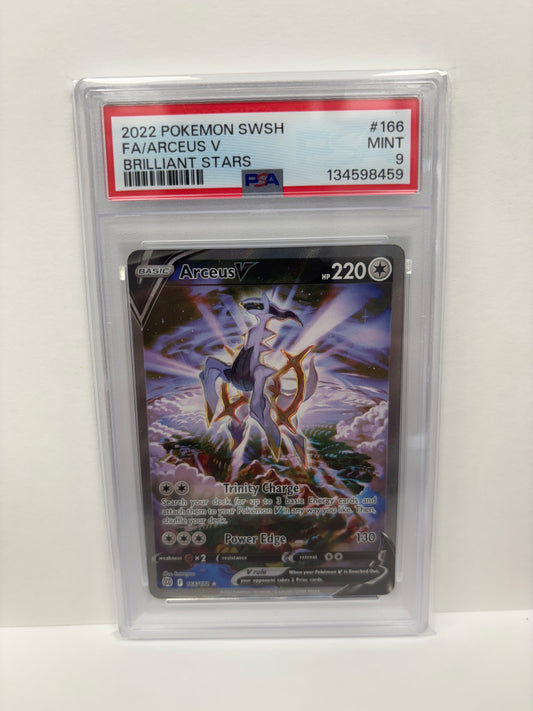 2022 POKEMON SWSH #166
FA/ARCEUS V MINT
BRILLIANT STARS 9
PSA 134598459
BASIC Arceus V HP 220
Trinity Charge
Search your deck for up to 3 basic Energy cards and
attach them to your Pokémon V in any way you like. Then,
shuffle your deck.
Power Edge 130
weakness ×2 resistance retreat
V rule When your Pokémon V is Knocked Out,
your opponent takes 2 Prize cards.